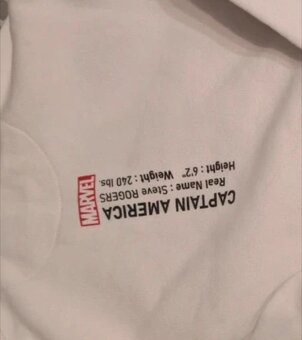 MARVEL
CAPTAIN AMERICA
Real Name : Steve ROGERS
Height : 6'2" Weight : 240 lbs.